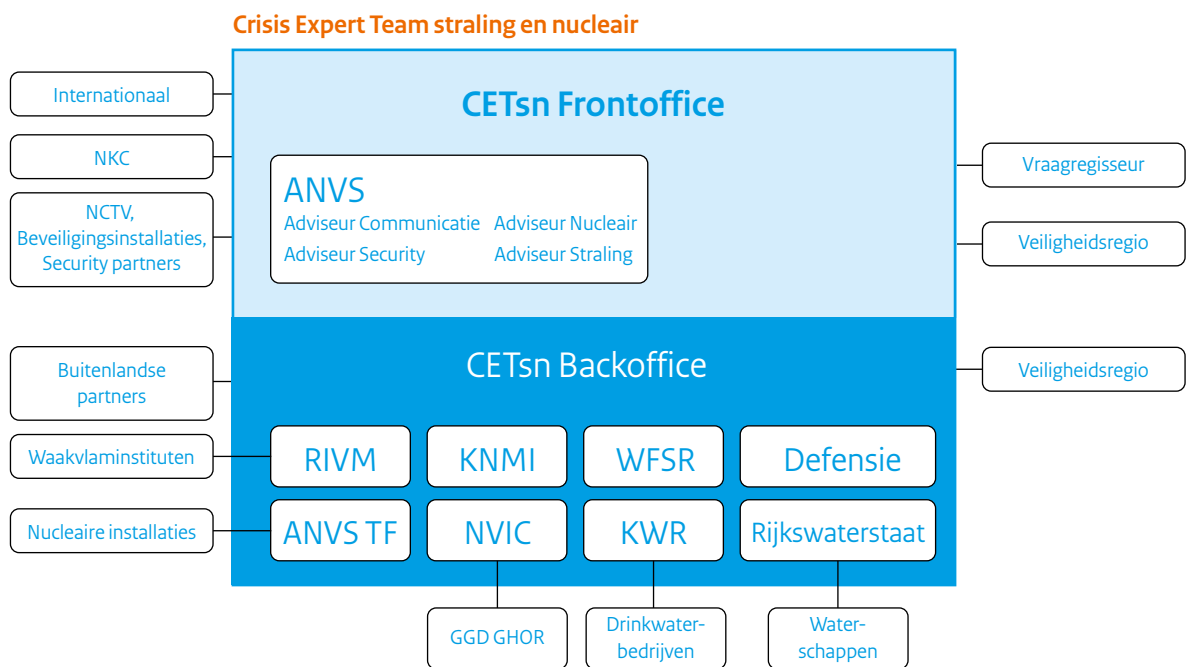 Crisis Expert Team straling en nucleair
Internationaal
NKC
NCTV,
Beveiligingsinstallaties,
Security partners
CETsn Frontoffice
ANVS
Adviseur Communicatie Adviseur Nucleair
Adviseur Security Adviseur Straling
Vraagregisseur
Veiligheidsregio
Buitenlandse
partners
Waakvlaminstituten
Nucleaire installaties
CETsn Backoffice
Veiligheidsregio
RIVM KNMI WFSR Defensie
ANVS TF NVIC KWR Rijkswaterstaat
GGD GHOR
Drinkwater-
bedrijven
Water-
schappen